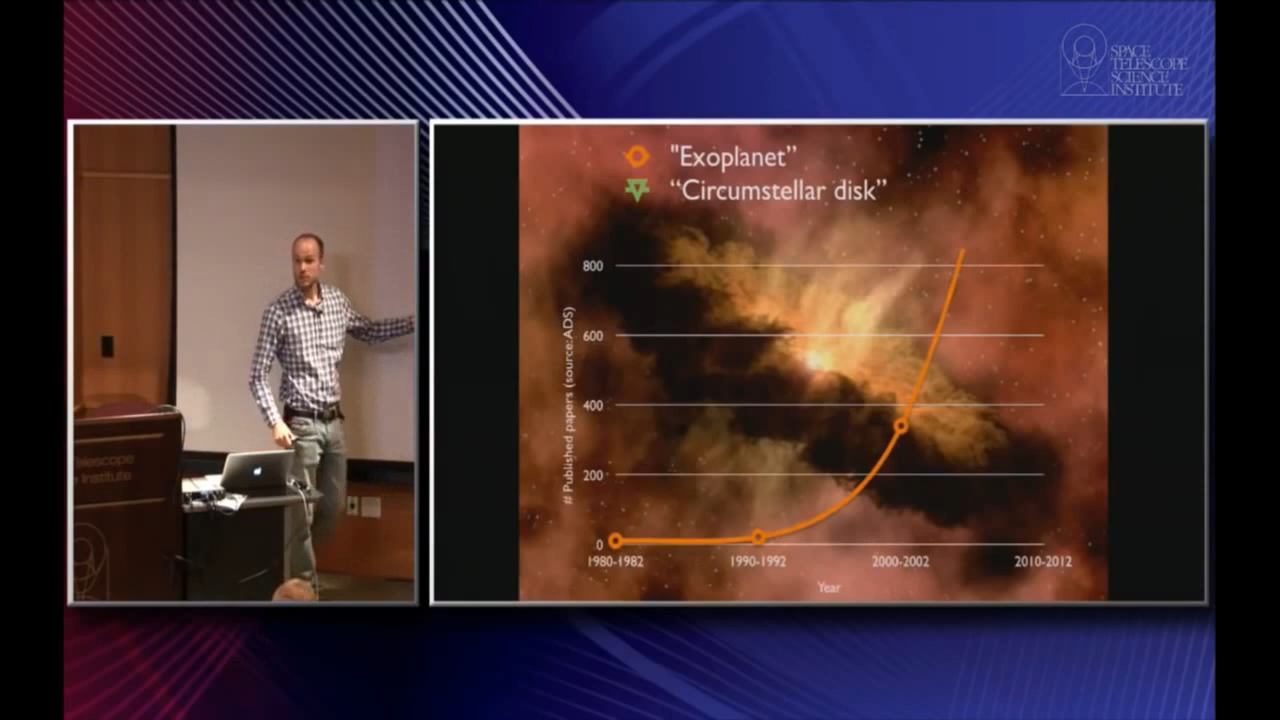 SPACE
TELESCOPE
SCIENCE
INSTITUTE
"Exoplanet”
“Circumstellar disk”
# Published papers (source:ADS)
800
600
400
200
0
1980-1982
1990-1992
2000-2002
2010-2012
Year
Telescope
Institute